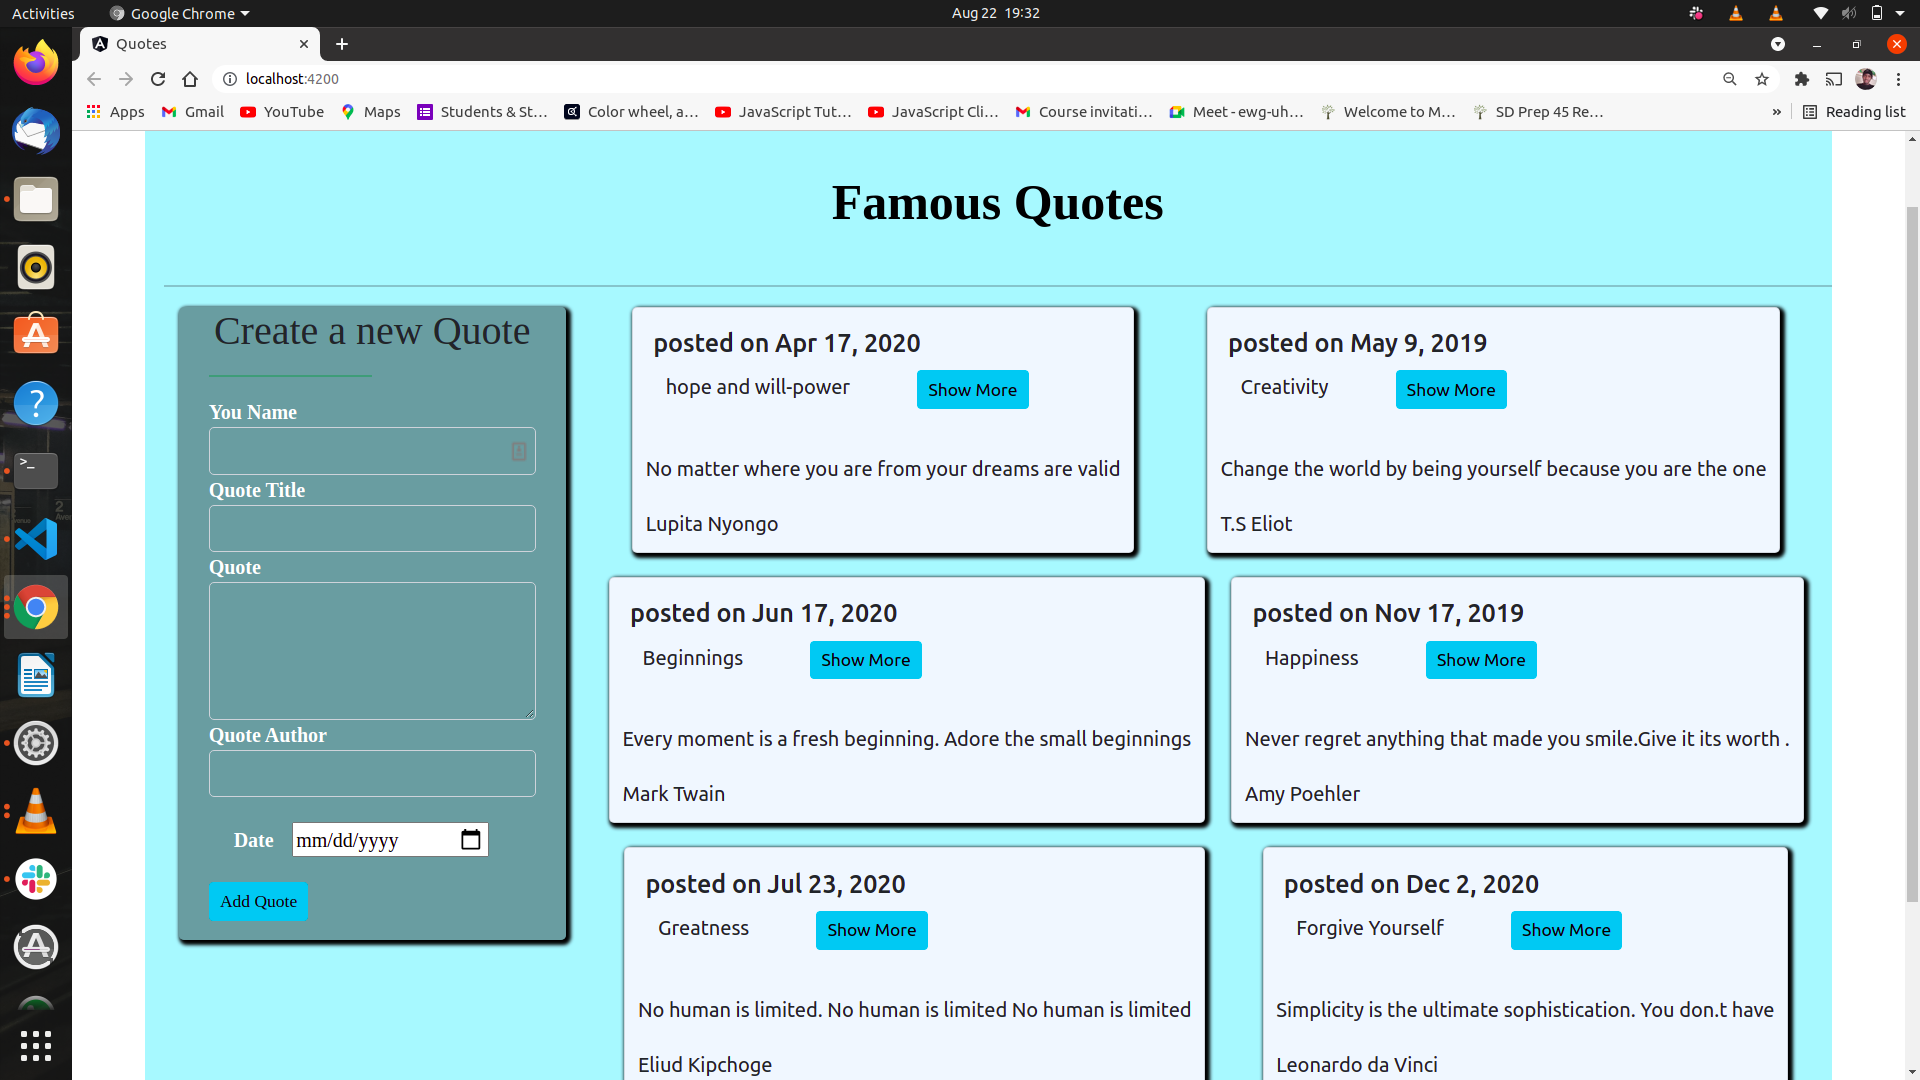 Activities
Google Chrome
Aug 22 19:32
Quotes
localhost:4200
Apps
Gmail
YouTube
Maps
Students & St...
Color wheel, a...
JavaScript Tut...
JavaScript Cli...
Course invitati...
Meet - ewg-uh...
Welcome to M...
SD Prep 45 Re...
»
Reading list
Famous Quotes
Create a new Quote
You Name
Quote Title
Quote
Quote Author
Date
mm/dd/yyyy
Add Quote
posted on Apr 17, 2020
hope and will-power
Show More
No matter where you are from your dreams are valid
Lupita Nyongo
posted on May 9, 2019
Creativity
Show More
Change the world by being yourself because you are the one
T.S Eliot
posted on Jun 17, 2020
Beginnings
Show More
Every moment is a fresh beginning. Adore the small beginnings
Mark Twain
posted on Nov 17, 2019
Happiness
Show More
Never regret anything that made you smile.Give it its worth .
Amy Poehler
posted on Jul 23, 2020
Greatness
Show More
No human is limited. No human is limited No human is limited
Eliud Kipchoge
posted on Dec 2, 2020
Forgive Yourself
Show More
Simplicity is the ultimate sophistication. You don.t have
Leonardo da Vinci